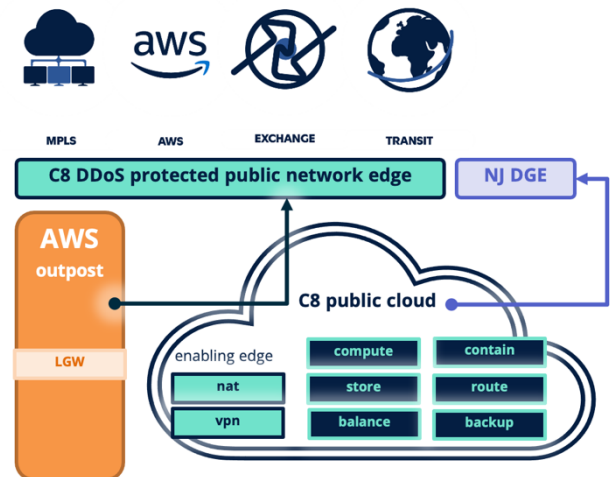 aws
MPLS
AWS
EXCHANGE
TRANSIT
C8 DDoS protected public network edge
NJ DGE
AWS
outpost
LGW
C8 public cloud
enabling edge
nat
vpn
compute
contain
store
route
balance
backup